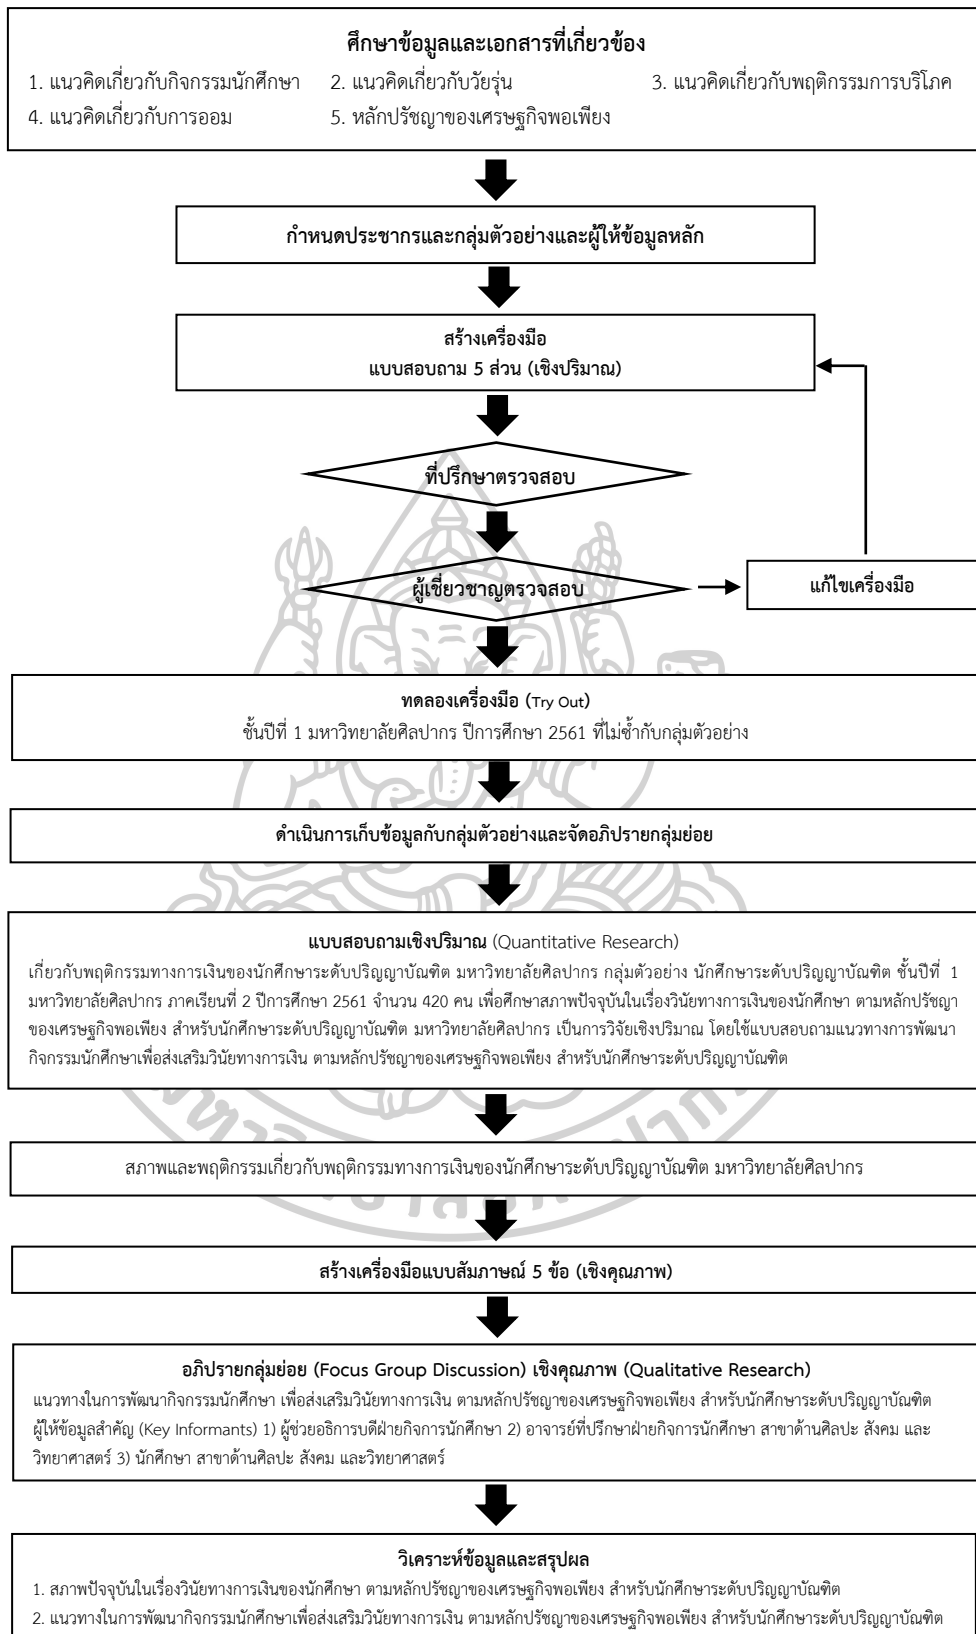 ศึกษาข้อมูลและเอกสารที่เกี่ยวข้อง
1. แนวคิดเกี่ยวกับกิจกรรมนักศึกษา 2. แนวคิดเกี่ยวกับวัยรุ่น 3. แนวคิดเกี่ยวกับพฤติกรรมการบริโภค
4. แนวคิดเกี่ยวกับการออม 5. หลักปรัชญาของเศรษฐกิจพอเพียง
กำหนดประชากรและกลุ่มตัวอย่างและผู้ให้ข้อมูลหลัก
สร้างเครื่องมือ
แบบสอบถาม 5 ส่วน (เชิงปริมาณ)
ที่ปรึกษาตรวจสอบ
ผู้เชี่ยวชาญตรวจสอบ
แก้ไขเครื่องมือ
ทดลองเครื่องมือ (Try Out)
ชั้นปีที่ 1 มหาวิทยาลัยศิลปากร ปีการศึกษา 2561 ที่ไม่ซ้ำกับกลุ่มตัวอย่าง
ดำเนินการเก็บข้อมูลกับกลุ่มตัวอย่างและจัดอภิปรายกลุ่มย่อย
แบบสอบถามเชิงปริมาณ (Quantitative Research)
เกี่ยวกับพฤติกรรมทางการเงินของนักศึกษาระดับปริญญาบัณฑิต มหาวิทยาลัยศิลปากร กลุ่มตัวอย่าง นักศึกษาระดับปริญญาบัณฑิต ชั้นปีที่ 1
มหาวิทยาลัยศิลปากร ภาคเรียนที่ 2 ปีการศึกษา 2561 จำนวน 420 คน เพื่อศึกษาสภาพปัจจุบันในเรื่องวินัยทางการเงินของนักศึกษา ตามหลักปรัชญา
ของเศรษฐกิจพอเพียง สำหรับนักศึกษาระดับปริญญาบัณฑิต มหาวิทยาลัยศิลปากร เป็นการวิจัยเชิงปริมาณ โดยใช้แบบสอบถามแนวทางการพัฒนา
กิจกรรมนักศึกษาเพื่อส่งเสริมวินัยทางการเงิน ตามหลักปรัชญาของเศรษฐกิจพอเพียง สำหรับนักศึกษาระดับปริญญาบัณฑิต
สภาพและพฤติกรรมเกี่ยวกับพฤติกรรมทางการเงินของนักศึกษาระดับปริญญาบัณฑิต มหาวิทยาลัยศิลปากร
สร้างเครื่องมือแบบสัมภาษณ์ 5 ข้อ (เชิงคุณภาพ)
อภิปรายกลุ่มย่อย (Focus Group Discussion) เชิงคุณภาพ (Qualitative Research)
แนวทางในการพัฒนากิจกรรมนักศึกษา เพื่อส่งเสริมวินัยทางการเงิน ตามหลักปรัชญาของเศรษฐกิจพอเพียง สำหรับนักศึกษาระดับปริญญาบัณฑิต
ผู้ให้ข้อมูลสำคัญ (Key Informants) 1) ผู้ช่วยอธิการบดีฝ่ายกิจการนักศึกษา 2) อาจารย์ที่ปรึกษาฝ่ายกิจการนักศึกษา สาขาด้านศิลปะ สังคม และ
วิทยาศาสตร์ 3) นักศึกษา สาขาด้านศิลปะ สังคม และวิทยาศาสตร์
วิเคราะห์ข้อมูลและสรุปผล
1. สภาพปัจจุบันในเรื่องวินัยทางการเงินของนักศึกษา ตามหลักปรัชญาของเศรษฐกิจพอเพียง สำหรับนักศึกษาระดับปริญญาบัณฑิต
2. แนวทางในการพัฒนากิจกรรมนักศึกษาเพื่อส่งเสริมวินัยทางการเงิน ตามหลักปรัชญาของเศรษฐกิจพอเพียง สำหรับนักศึกษาระดับปริญญาบัณฑิต